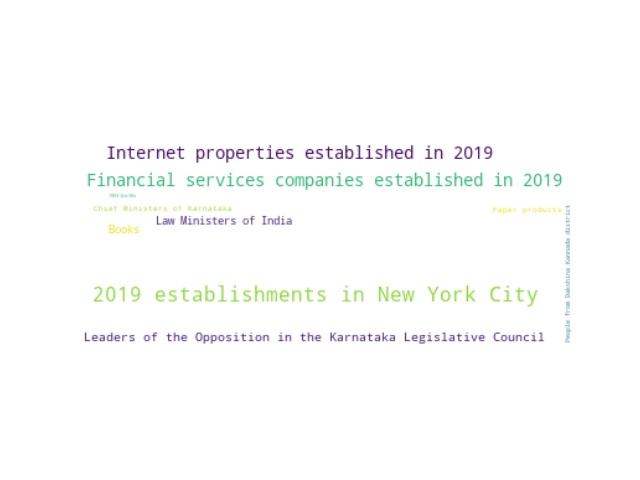 Internet properties established in 2019
Financial services companies established in 2019
Chief Ministers of Karnataka
Paper products
Law Ministers of India
Books
People from Dakshina Kannada district
2019 establishments in New York City
Leaders of the Opposition in the Karnataka Legislative Council